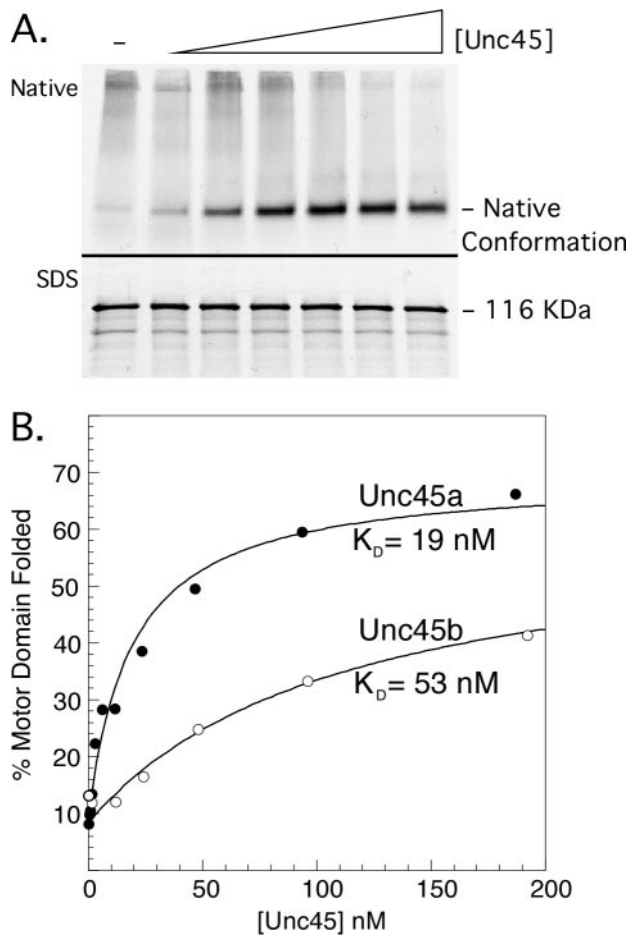 A.
–
[Unc45]
Native
– Native
Conformation
SDS
– 116 KDa
B.
70
60
50
40
30
20
10
0
50
100
150
200
% Motor Domain Folded
[Unc45] nM
Unc45a
K_D= 19 nM
Unc45b
K_D= 53 nM